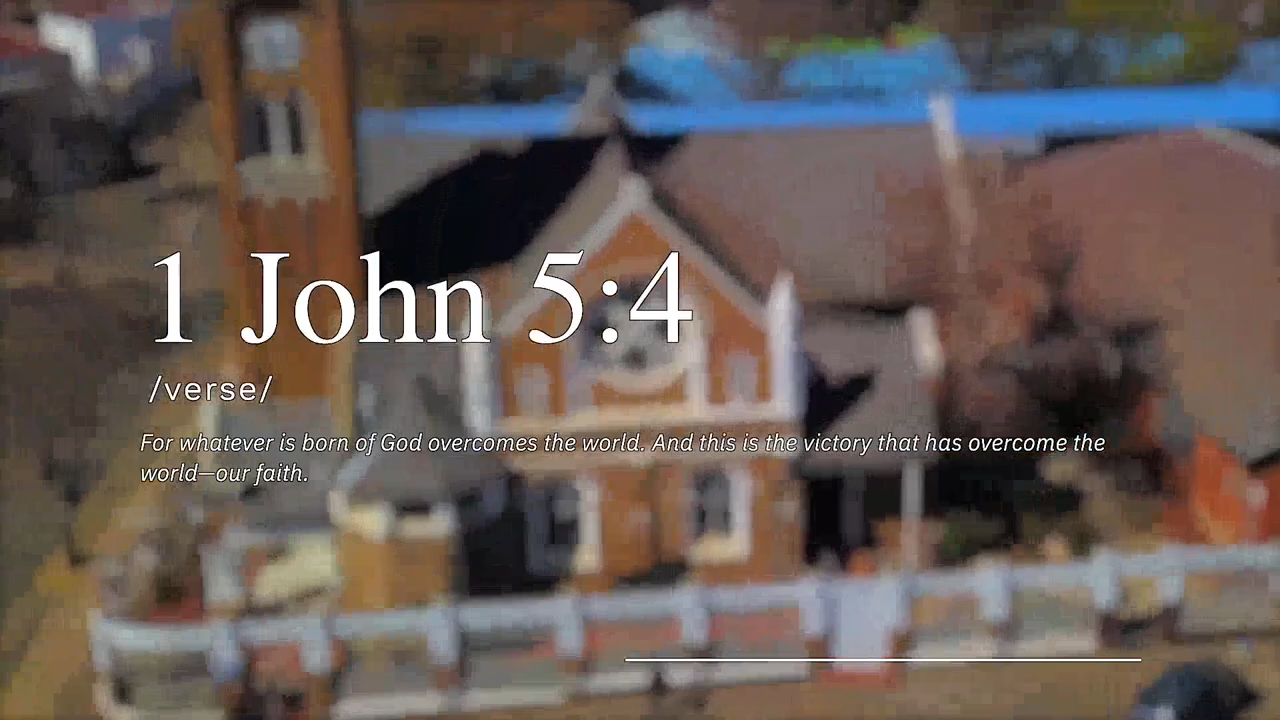 1 John 5:4
/verse/
For whatever is born of God overcomes the world. And this is the victory that has overcome the
world—our faith.